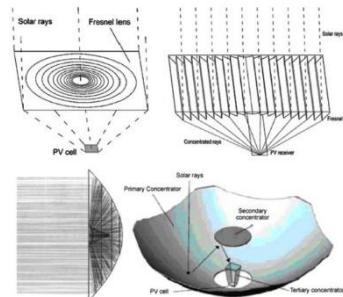 Solar rays
Fresnel lens
PV cell
Solar rays
Fresnel
Concentrated rays
PV receiver
Solar rays
Primary Concentrator
Secondary
concentrator
PV cell
Tertiary concentrator